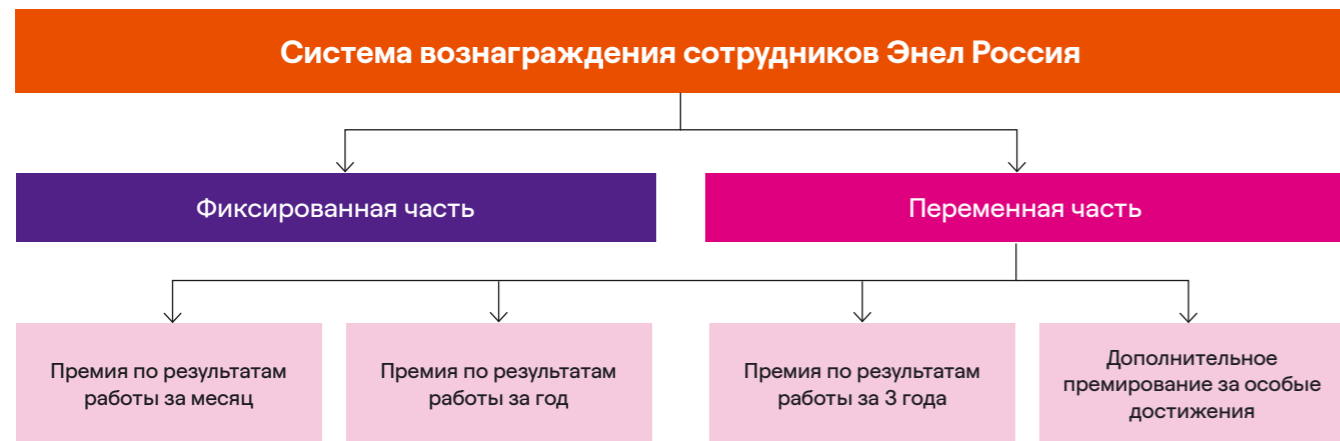 Система вознаграждения сотрудников Энел Россия
Фиксированная часть
Переменная часть
Премия по результатам
работы за месяц
Премия по результатам
работы за год
Премия по результатам
работы за 3 года
Дополнительное
премирование за особые
достижения